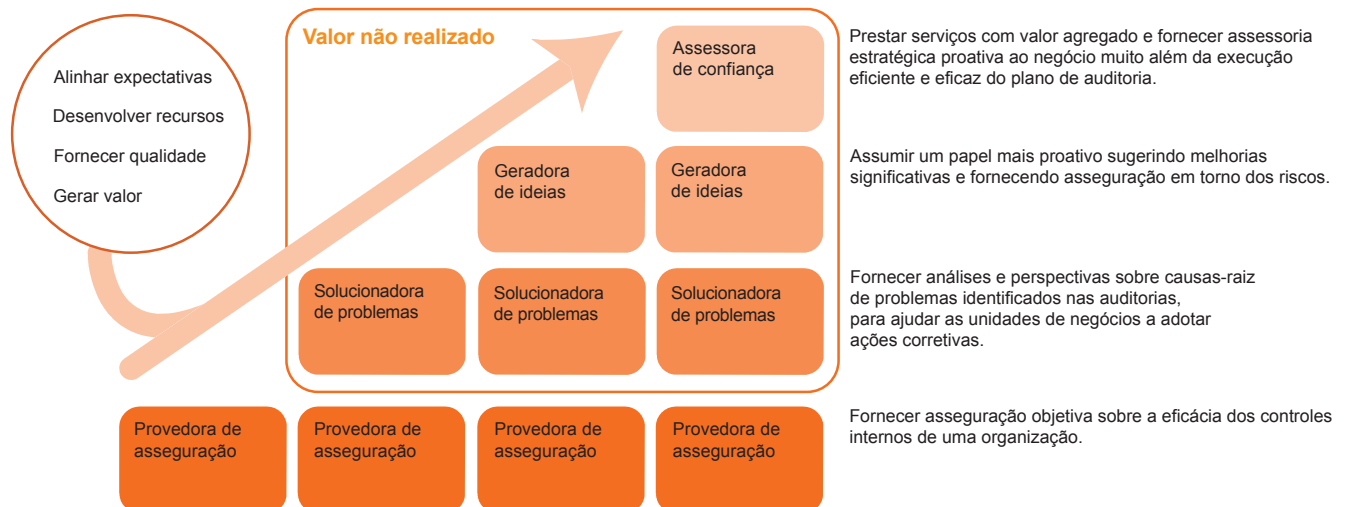 Alinhar expectativas
Desenvolver recursos
Fornecer qualidade
Gerar valor
Valor não realizado
Assessora
de confiança
Prestar serviços com valor agregado e fornecer assessoria
estratégica proativa ao negócio muito além da execução
eficiente e eficaz do plano de auditoria.
Geradora
de ideias
Geradora
de ideias
Assumir um papel mais proativo sugerindo melhorias
significativas e fornecendo asseguração em torno dos riscos.
Solucionadora
de problemas
Solucionadora
de problemas
Solucionadora
de problemas
Fornecer análises e perspectivas sobre causas-raiz
de problemas identificados nas auditorias,
para ajudar as unidades de negócios a adotar
ações corretivas.
Provedora de
asseguração
Provedora de
asseguração
Provedora de
asseguração
Provedora de
asseguração
Fornecer asseguração objetiva sobre a eficácia dos controles
internos de uma organização.